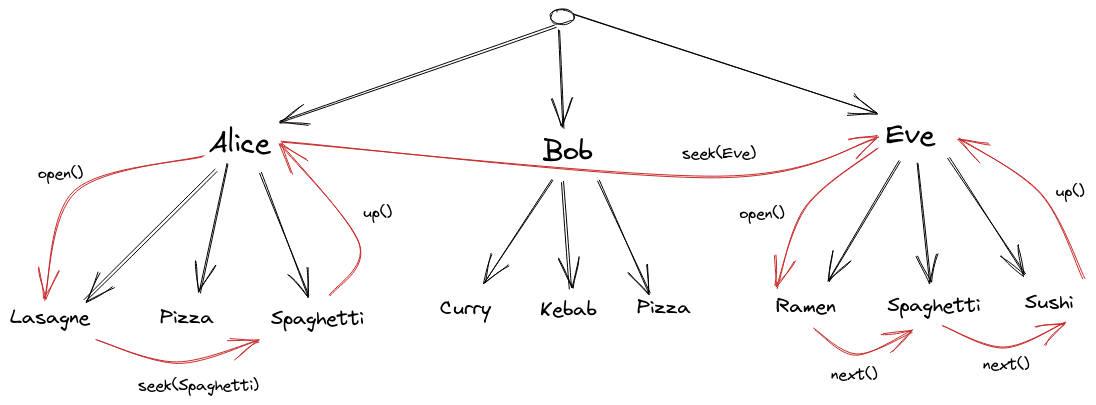 Alice
Bob
Eve
seek(Eve)
open()
up()
open()
up()
Lasagne
Pizza
Spaghetti
Curry
Kebab
Pizza
Ramen
Spaghetti
Sushi
seek(Spaghetti)
next()
next()